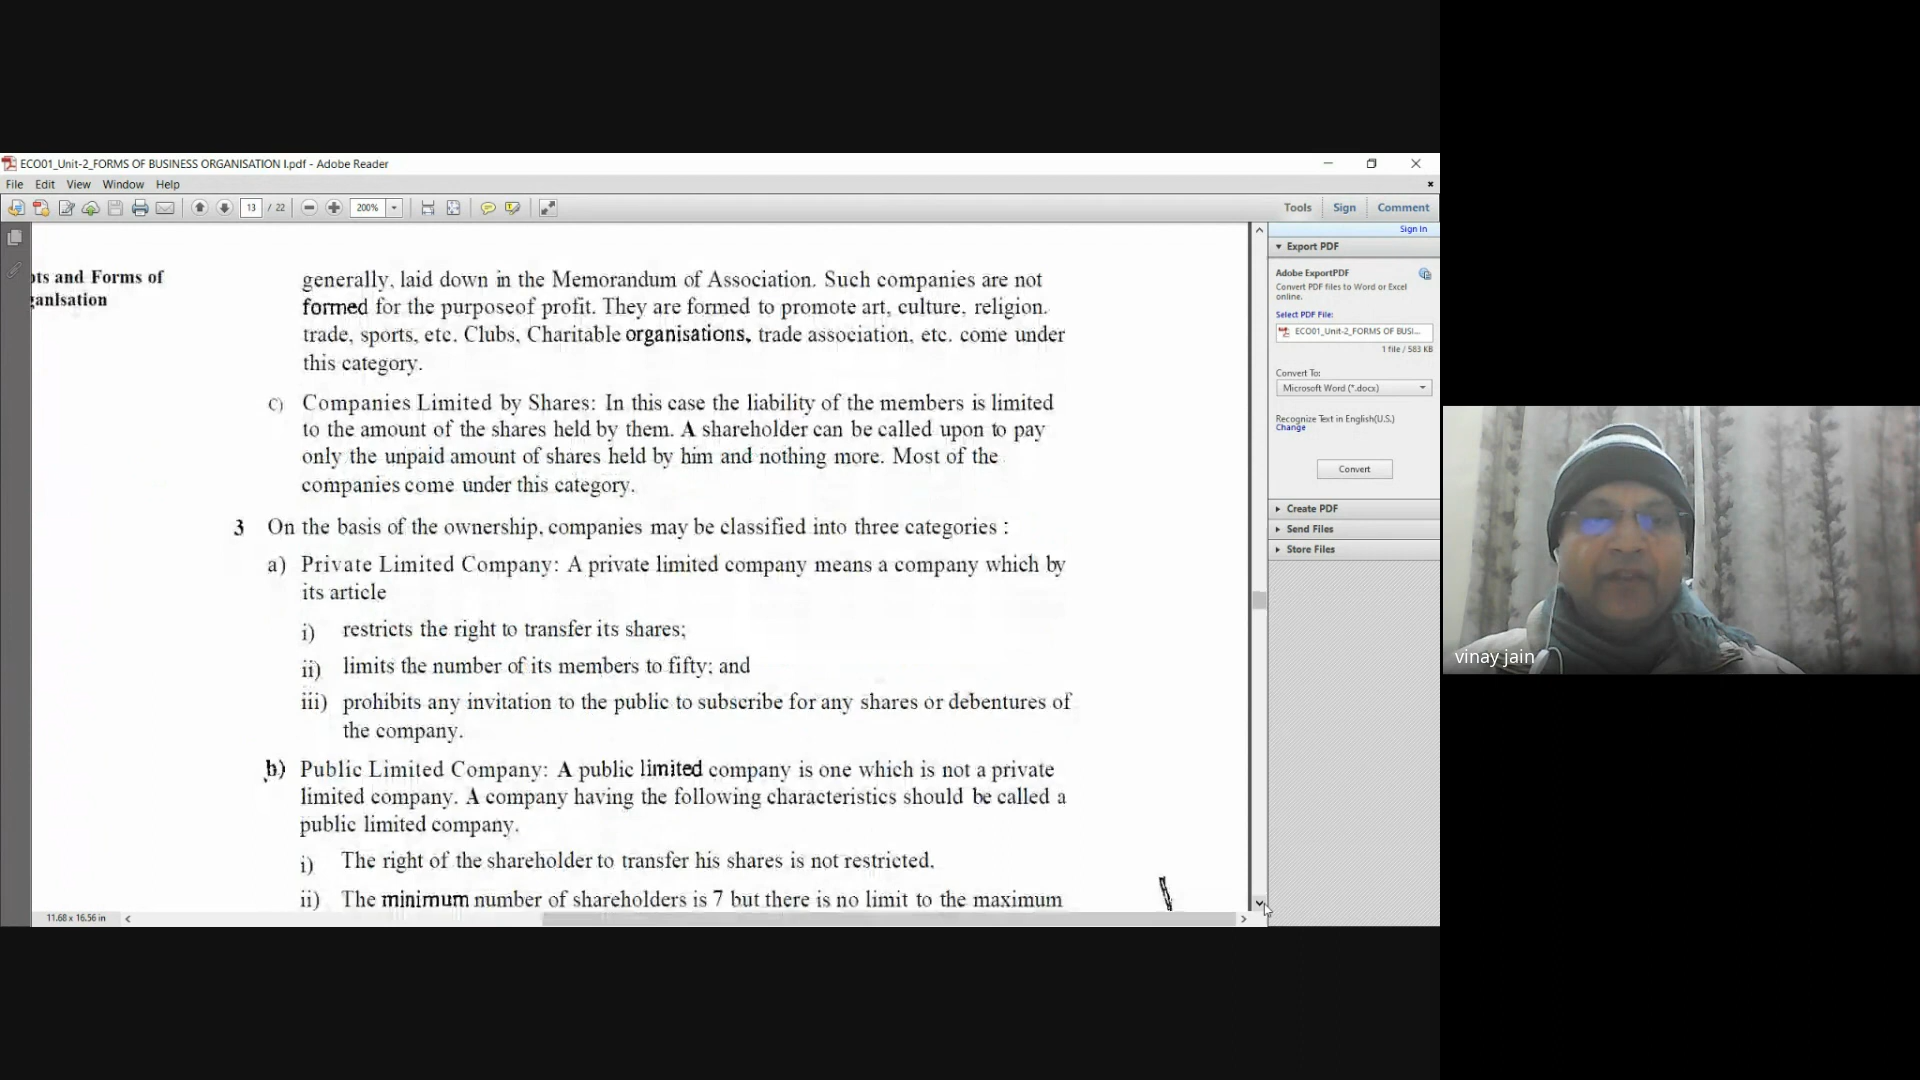 ECO01_Unit-2_FORMS OF BUSINESS ORGANISATION I.pdf - Adobe Reader
File Edit View Window Help
13 / 22 200% Tools Sign Comment
Sign In
Export PDF
Adobe ExportPDF
Convert PDF files to Word or Excel
online.
Select PDF File:
ECO01_Unit-2_FORMS OF BUSI...
1 file / 583 KB
Convert To:
Microsoft Word (*.docx)
Recognize Text in English(U.S.)
Change
Convert
Create PDF
Send Files
Store Files
pts and Forms of
ganlsation
generally, laid down in the Memorandum of Association. Such companies are not
formed for the purposeof profit. They are formed to promote art, culture, religion.
trade, sports, etc. Clubs, Charitable organisations, trade association, etc. come under
this category.
c) Companies Limited by Shares: In this case the liability of the members is limited
to the amount of the shares held by them. A shareholder can be called upon to pay
only the unpaid amount of shares held by him and nothing more. Most of the
companies come under this category.
3 On the basis of the ownership, companies may be classified into three categories :
a) Private Limited Company: A private limited company means a company which by
its article
i) restricts the right to transfer its shares;
ii) limits the number of its members to fifty; and
iii) prohibits any invitation to the public to subscribe for any shares or debentures of
the company.
b) Public Limited Company: A public limited company is one which is not a private
limited company. A company having the following characteristics should be called a
public limited company.
i) The right of the shareholder to transfer his shares is not restricted.
ii) The minimum number of shareholders is 7 but there is no limit to the maximum
11.68 x 16.56 in
vinay jain